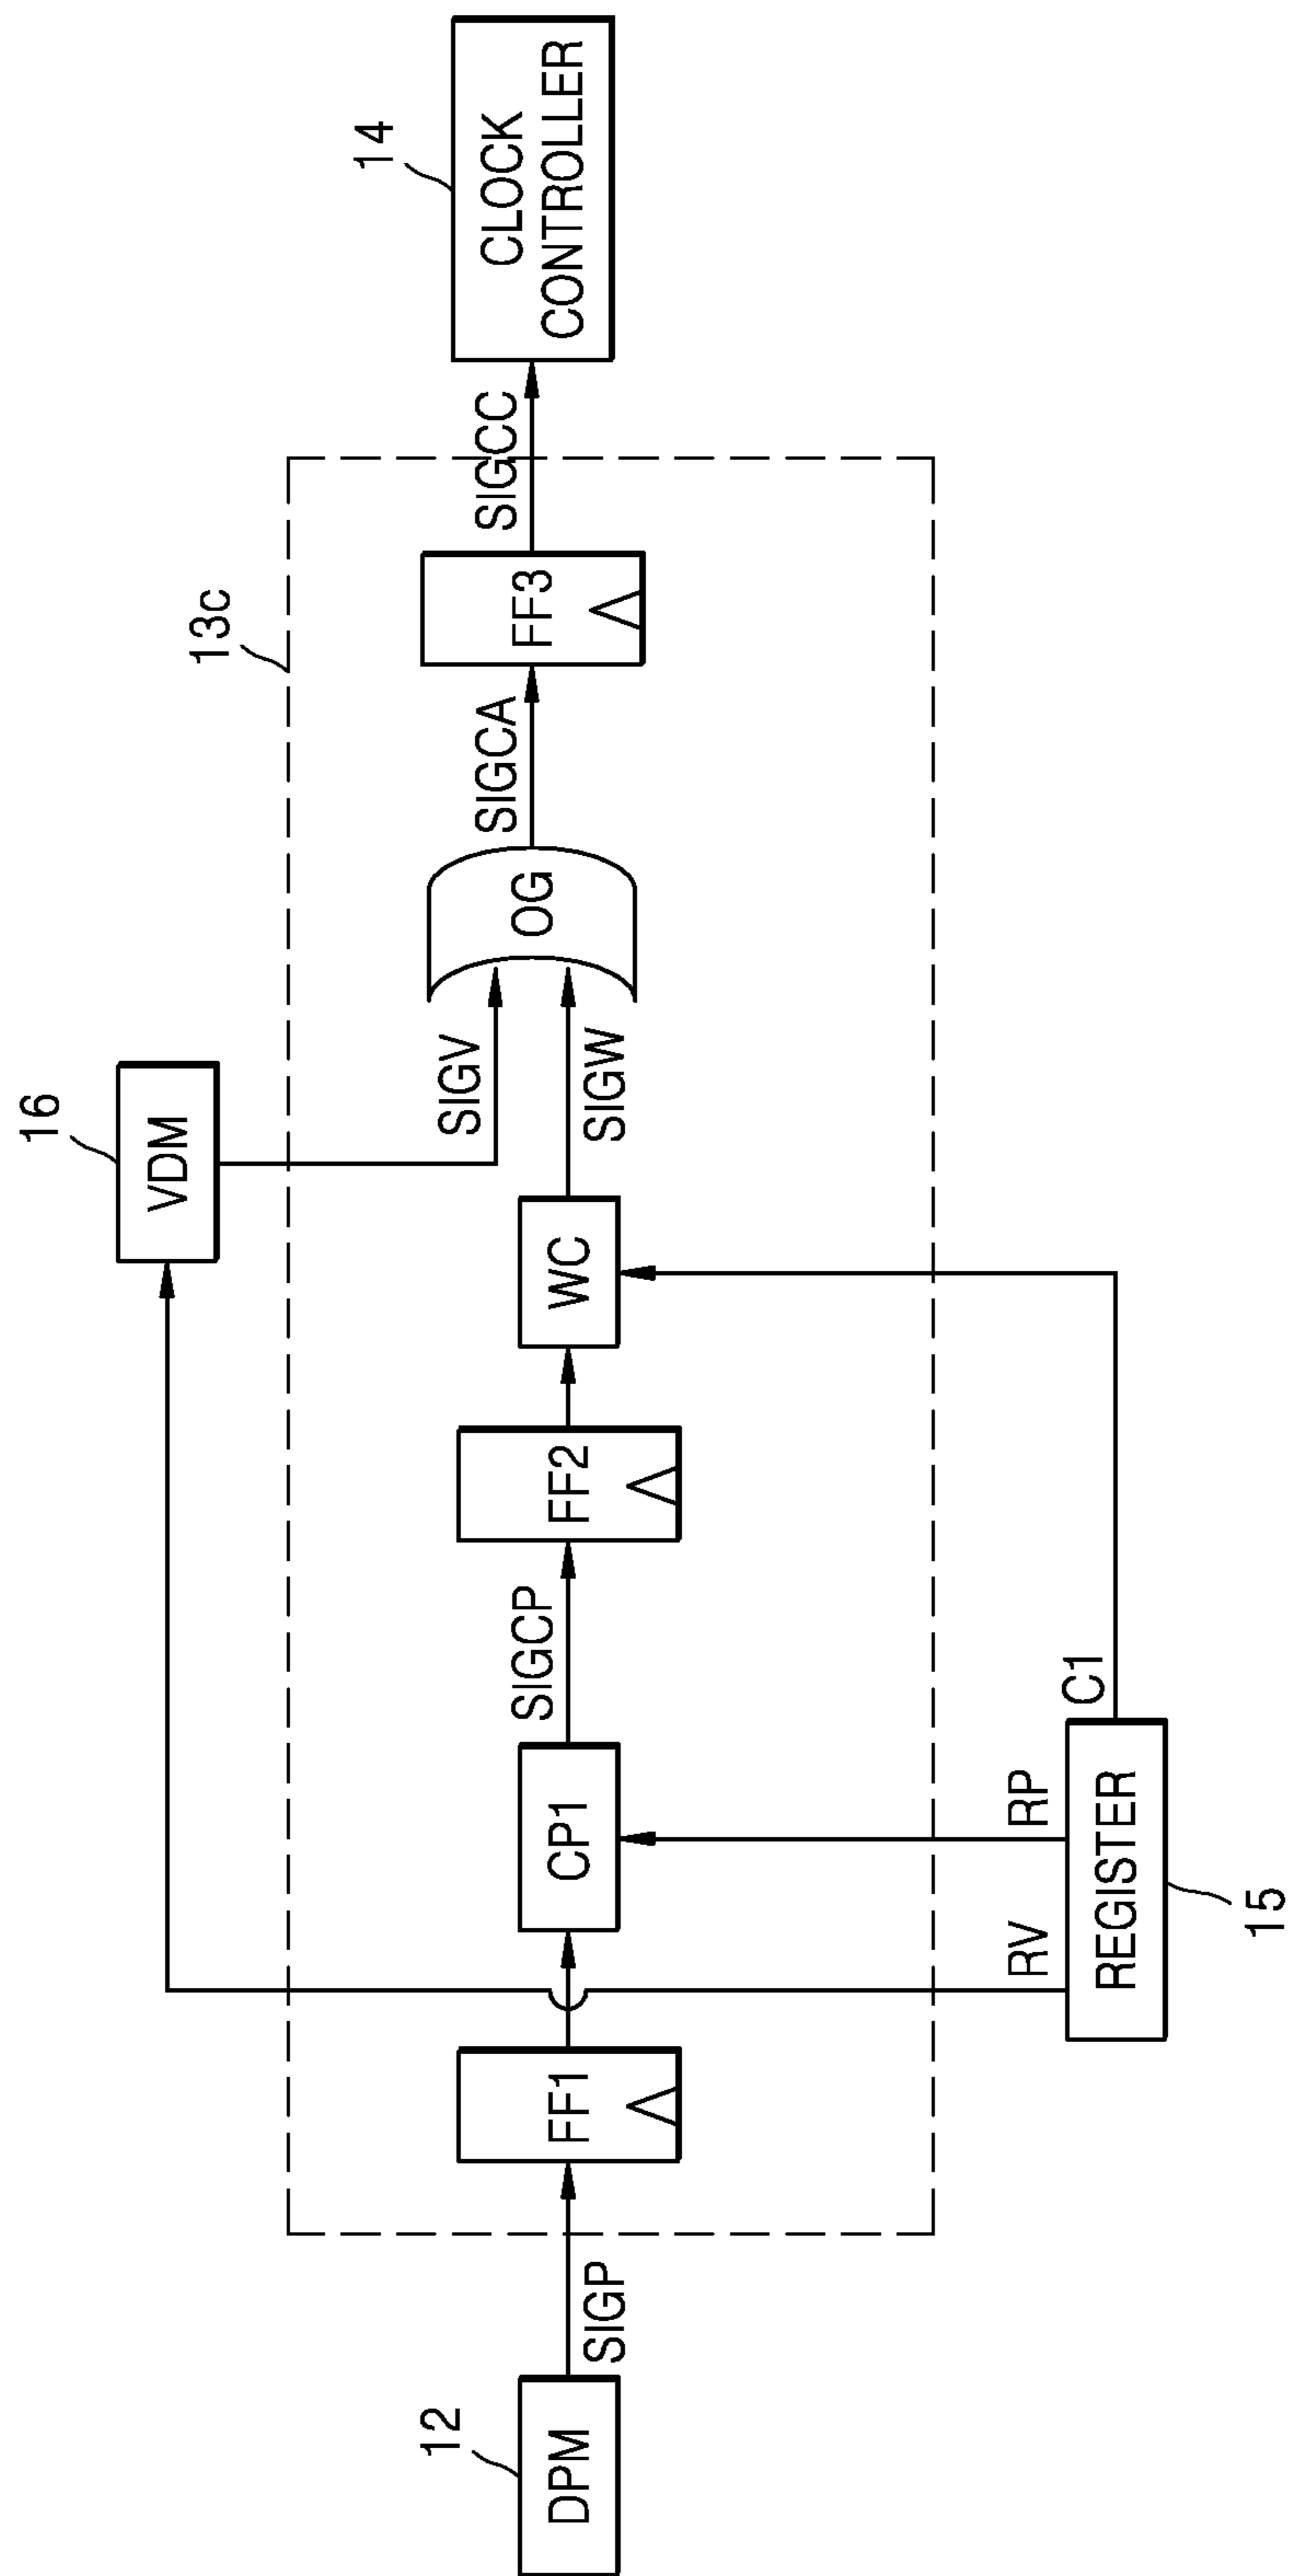 16
VDM
13c
14
12
DPM
SIGP
FF1
CP1
SIGCP
FF2
WC
SIGV
SIGW
OG
SIGCA
FF3
SIGCC
CLOCK
CONTROLLER
RV
RP
C1
REGISTER
15